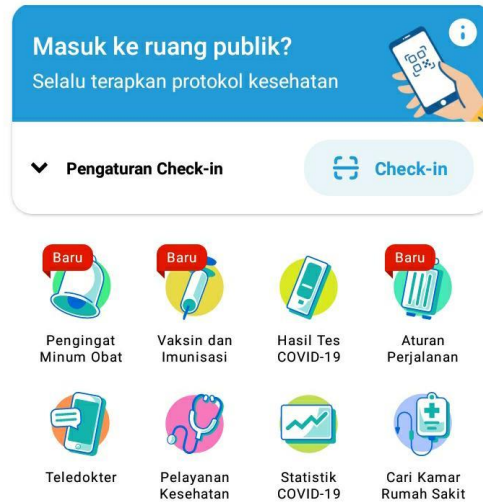 Masuk ke ruang publik?
Selalu terapkan protokol kesehatan
Pengaturan Check-in
Check-in
Baru
Baru
Baru
Pengingat
Minum Obat
Vaksin dan
Imunisasi
Hasil Tes
COVID-19
Aturan
Perjalanan
Teledokter
Pelayanan
Kesehatan
Statistik
COVID-19
Cari Kamar
Rumah Sakit